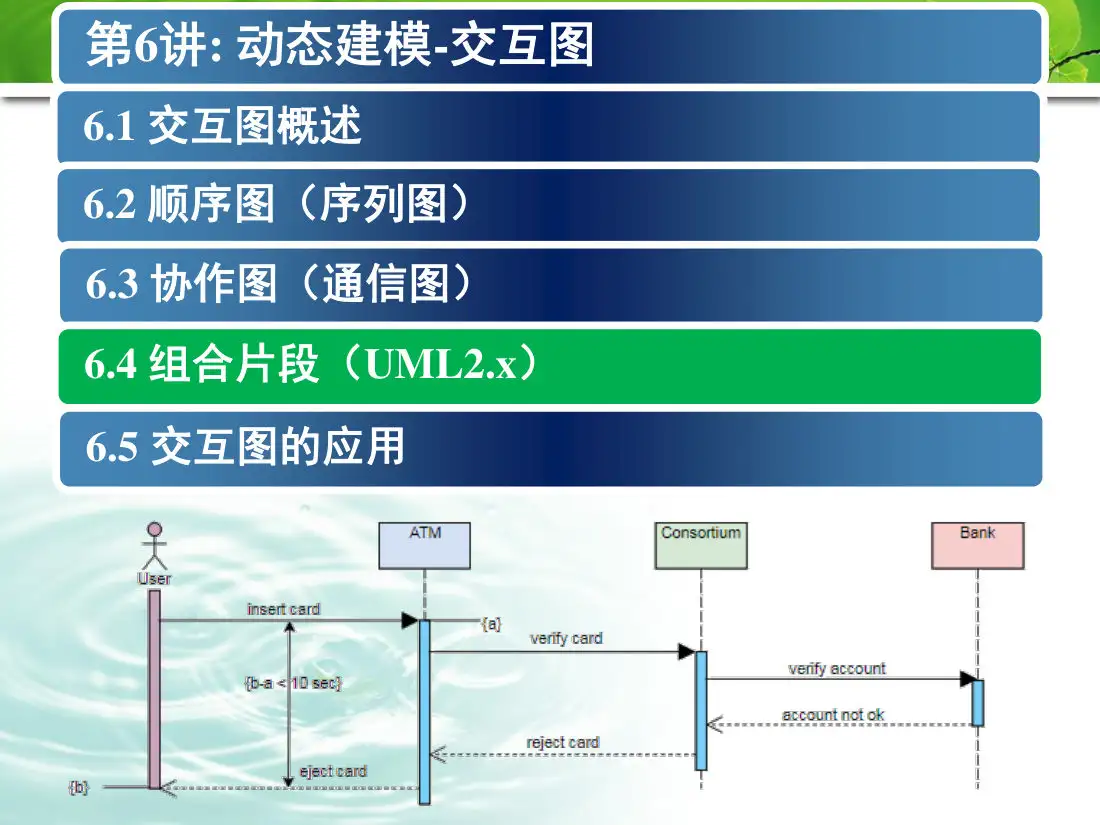 第6讲: 动态建模-交互图
6.1 交互图概述
6.2 顺序图（序列图）
6.3 协作图（通信图）
6.4 组合片段（UML2.x）
6.5 交互图的应用
ATM
Consortium
Bank
User
insert card
{a}
verify card
verify account
{b-a < 10 sec}
account not ok
reject card
eject card
{b}